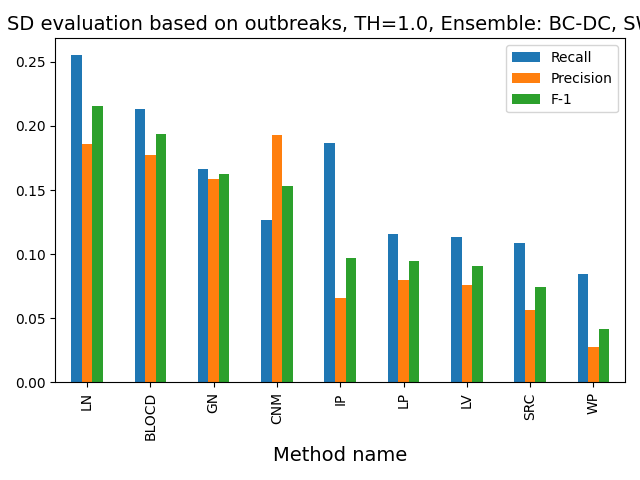 SD evaluation based on outbreaks, TH=1.0, Ensemble: BC-DC,
Recall
Precision
F-1
0.25
0.20
0.15
0.10
0.05
0.00
LN
BLOCD
GN
CNM
IP
LP
LV
SRC
WP
Method name